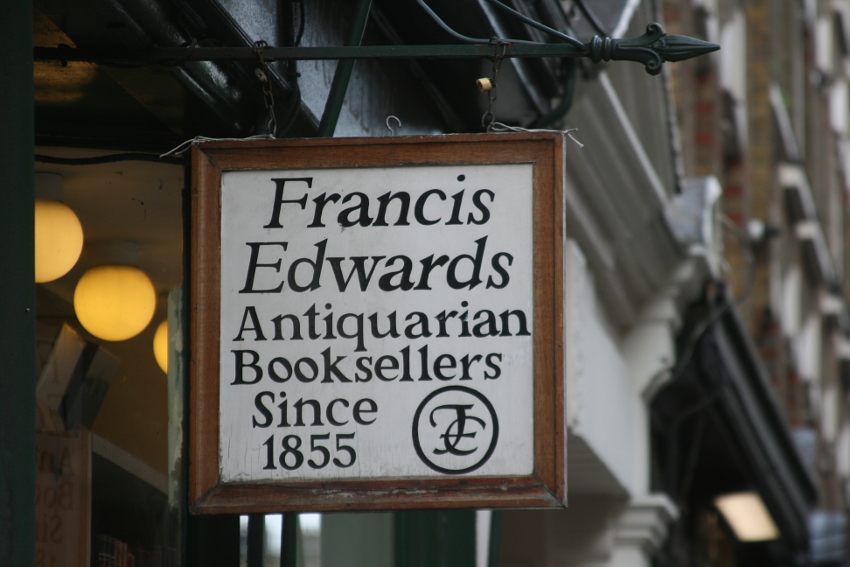 Francis
Edwards
Antiquarian
Booksellers
Since
1855